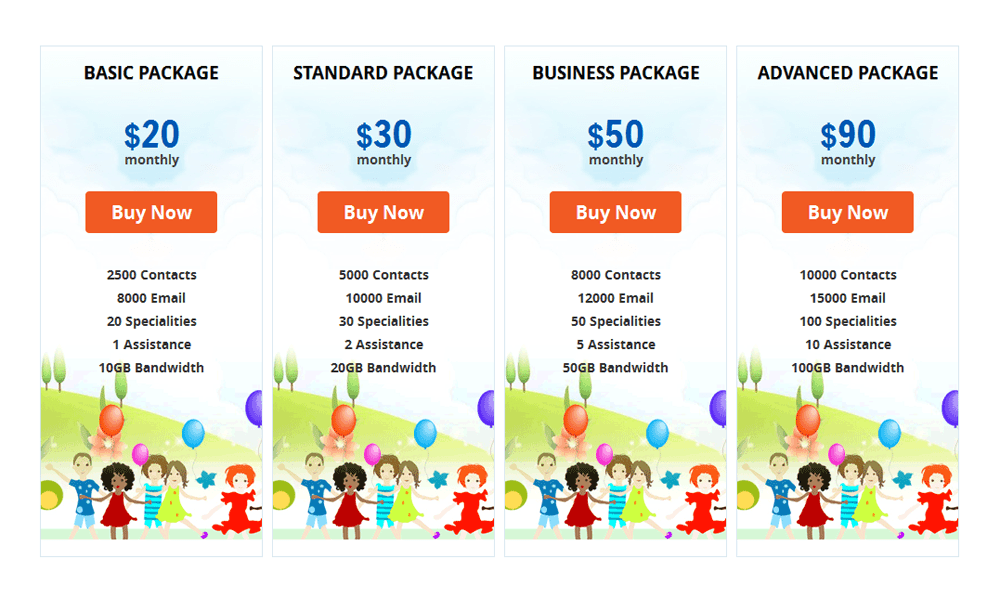 BASIC PACKAGE
$20
monthly
Buy Now
2500 Contacts
8000 Email
20 Specialities
1 Assistance
10GB Bandwidth
STANDARD PACKAGE
$30
monthly
Buy Now
5000 Contacts
10000 Email
30 Specialities
2 Assistance
20GB Bandwidth
BUSINESS PACKAGE
$50
monthly
Buy Now
8000 Contacts
12000 Email
50 Specialities
5 Assistance
50GB Bandwidth
ADVANCED PACKAGE
$90
monthly
Buy Now
10000 Contacts
15000 Email
100 Specialities
10 Assistance
100GB Bandwidth